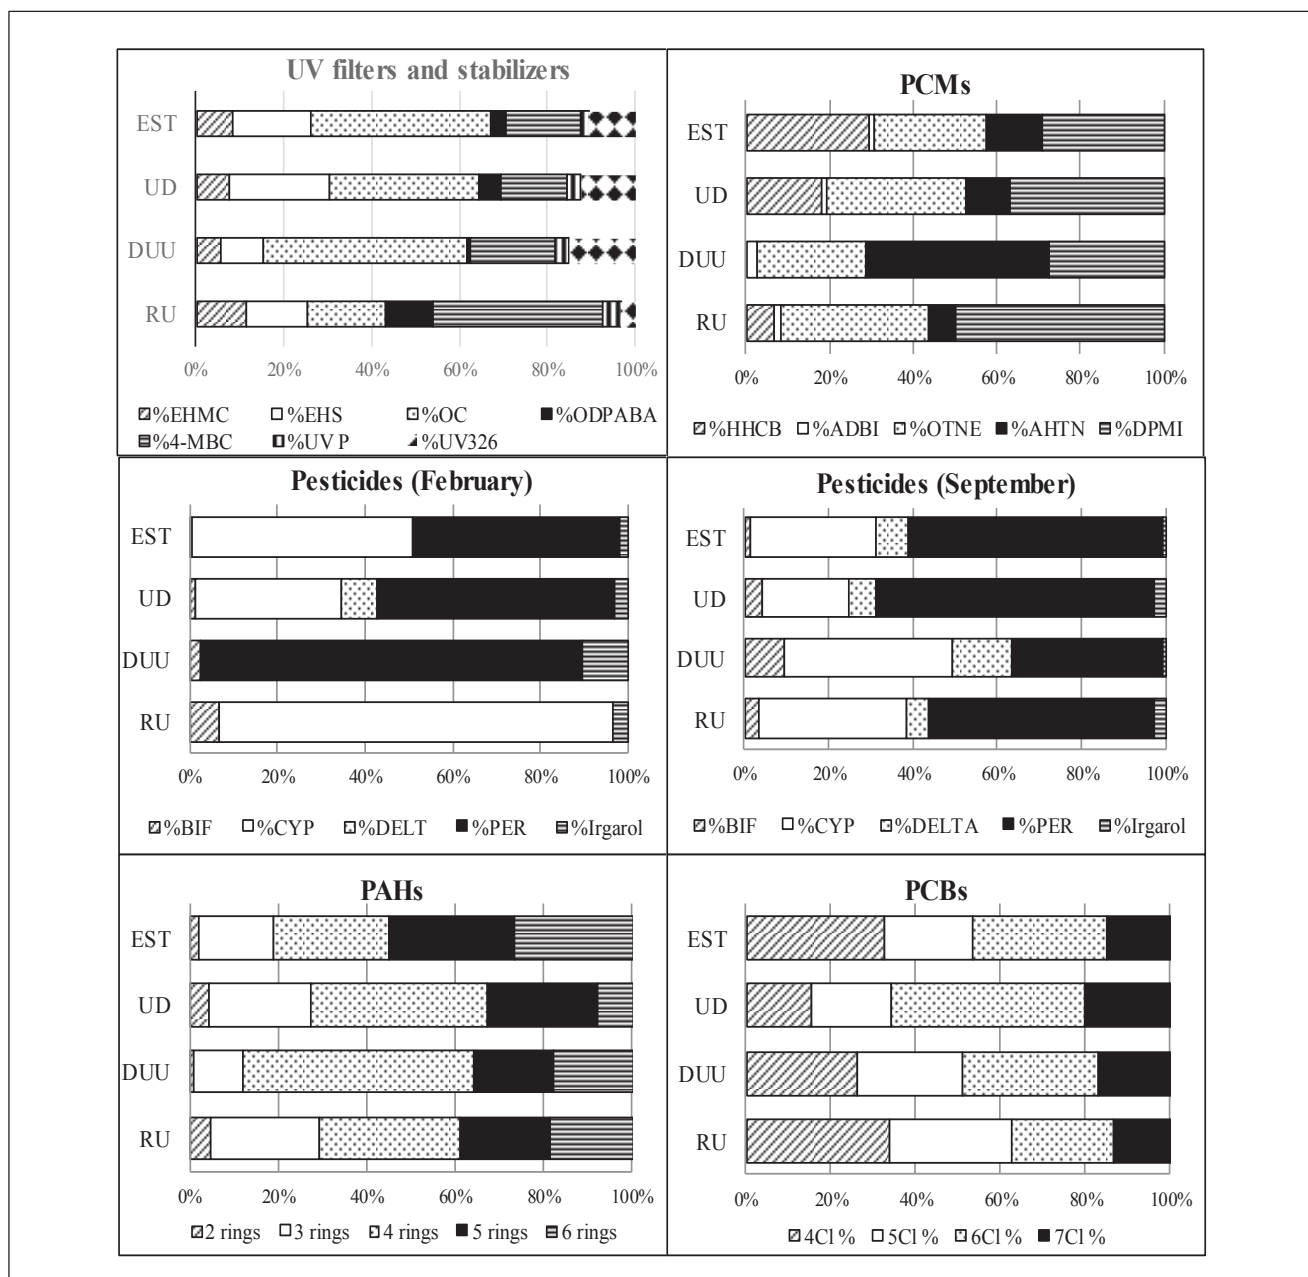 UV filters and stabilizers
EST
UD
DUU
RU
0% 20% 40% 60% 80% 100%
%EHMC %EHS %OC %ODPABA
%4-MBC %UV P %UV326
PCMs
EST
UD
DUU
RU
0% 20% 40% 60% 80% 100%
%HHCB %ADBI %OTNE %AHTN %DPMI
Pesticides (February)
EST
UD
DUU
RU
0% 20% 40% 60% 80% 100%
%BIF %CYP %DELT %PER %Irgarol
Pesticides (September)
EST
UD
DUU
RU
0% 20% 40% 60% 80% 100%
%BIF %CYP %DELTA %PER %Irgarol
PAHs
EST
UD
DUU
RU
0% 20% 40% 60% 80% 100%
2 rings 3 rings 4 rings 5 rings 6 rings
PCBs
EST
UD
DUU
RU
0% 20% 40% 60% 80% 100%
4Cl % 5Cl % 6Cl % 7Cl %